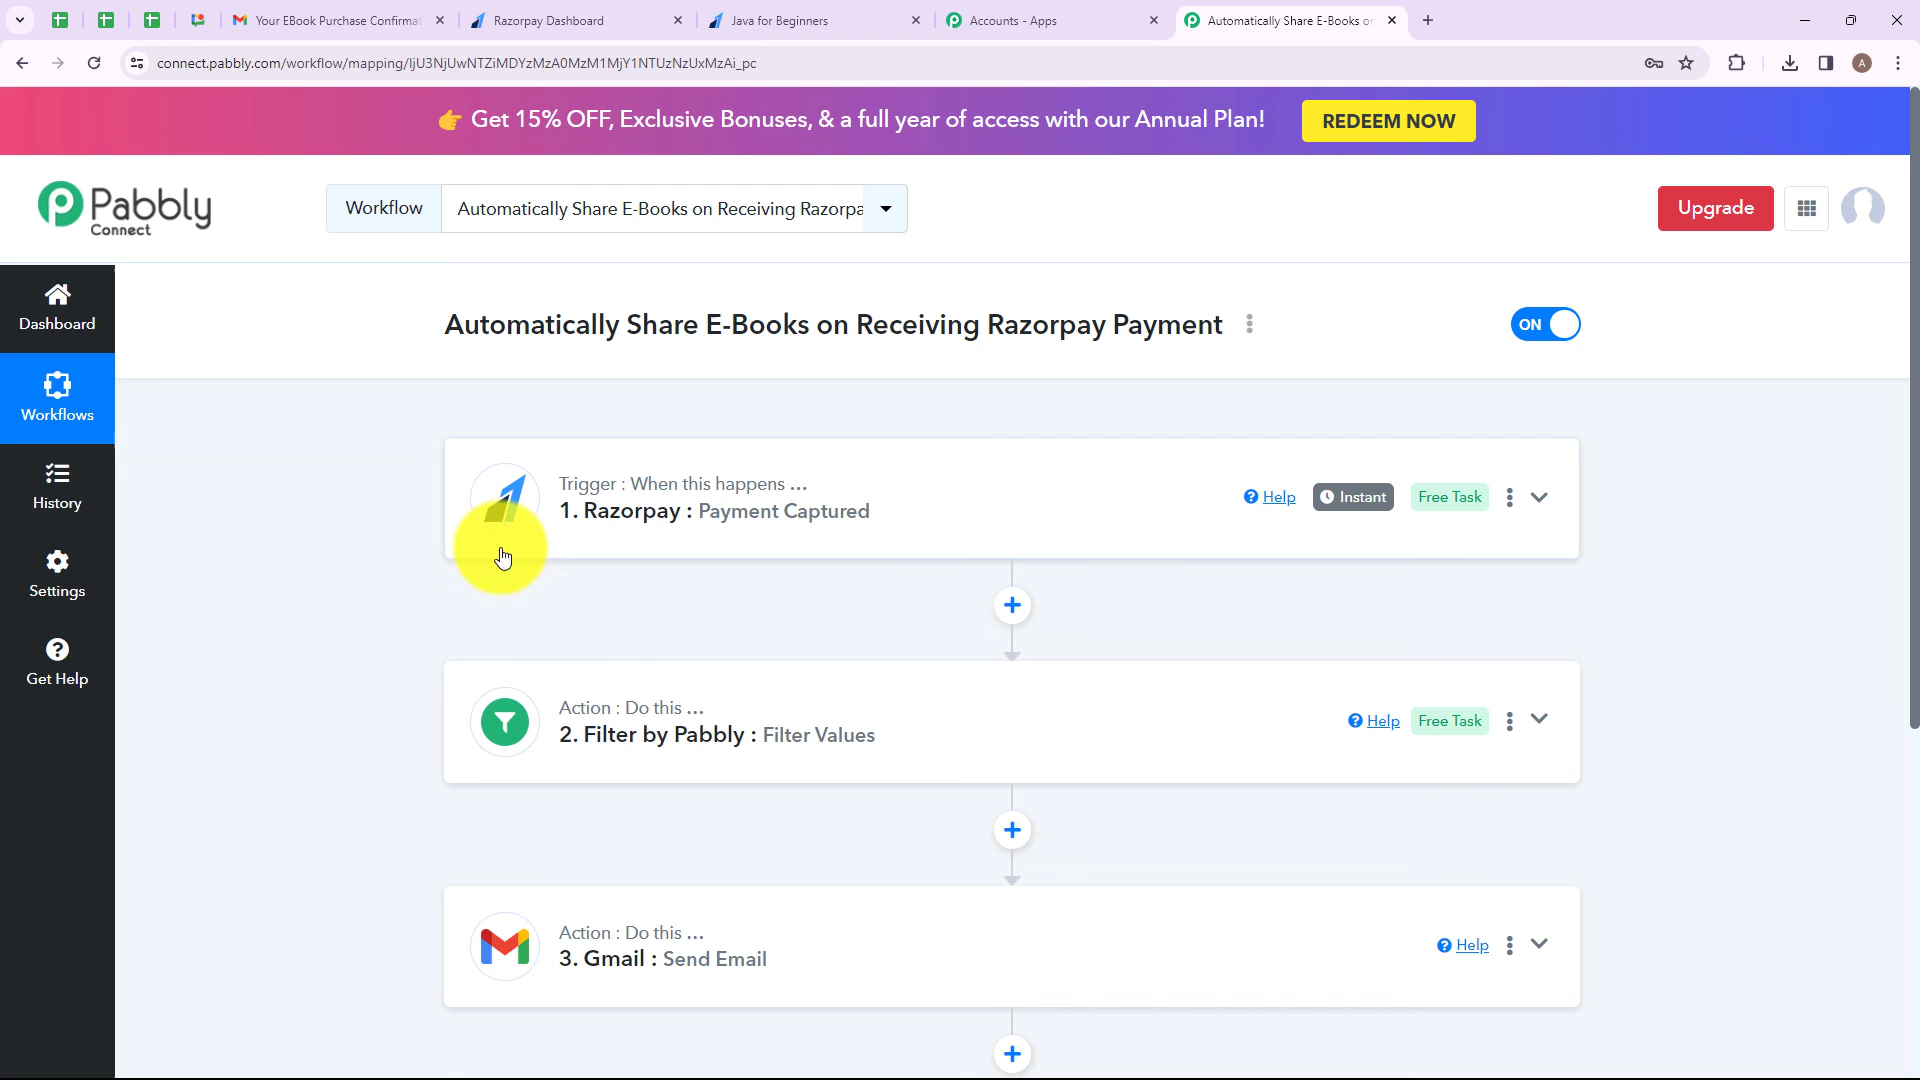 Your EBook Purchase Confirmat
Razorpay Dashboard
Java for Beginners
Accounts - Apps
Automatically Share E-Books or
connect.pabbly.com/workflow/mapping/IjU3NjUwNTZiMDYzMzA0MzM1MjY1NTUzNzUxMzAi_pc
A
👉 Get 15% OFF, Exclusive Bonuses, & a full year of access with our Annual Plan!
REDEEM NOW
Pabbly
Connect
Workflow
Automatically Share E-Books on Receiving Razorpa
Upgrade
Dashboard
Workflows
History
Settings
Get Help
Automatically Share E-Books on Receiving Razorpay Payment
ON
Trigger : When this happens ...
1. Razorpay : Payment Captured
Help
Instant
Free Task
Action : Do this ...
2. Filter by Pabbly : Filter Values
Help
Free Task
Action : Do this ...
3. Gmail : Send Email
Help